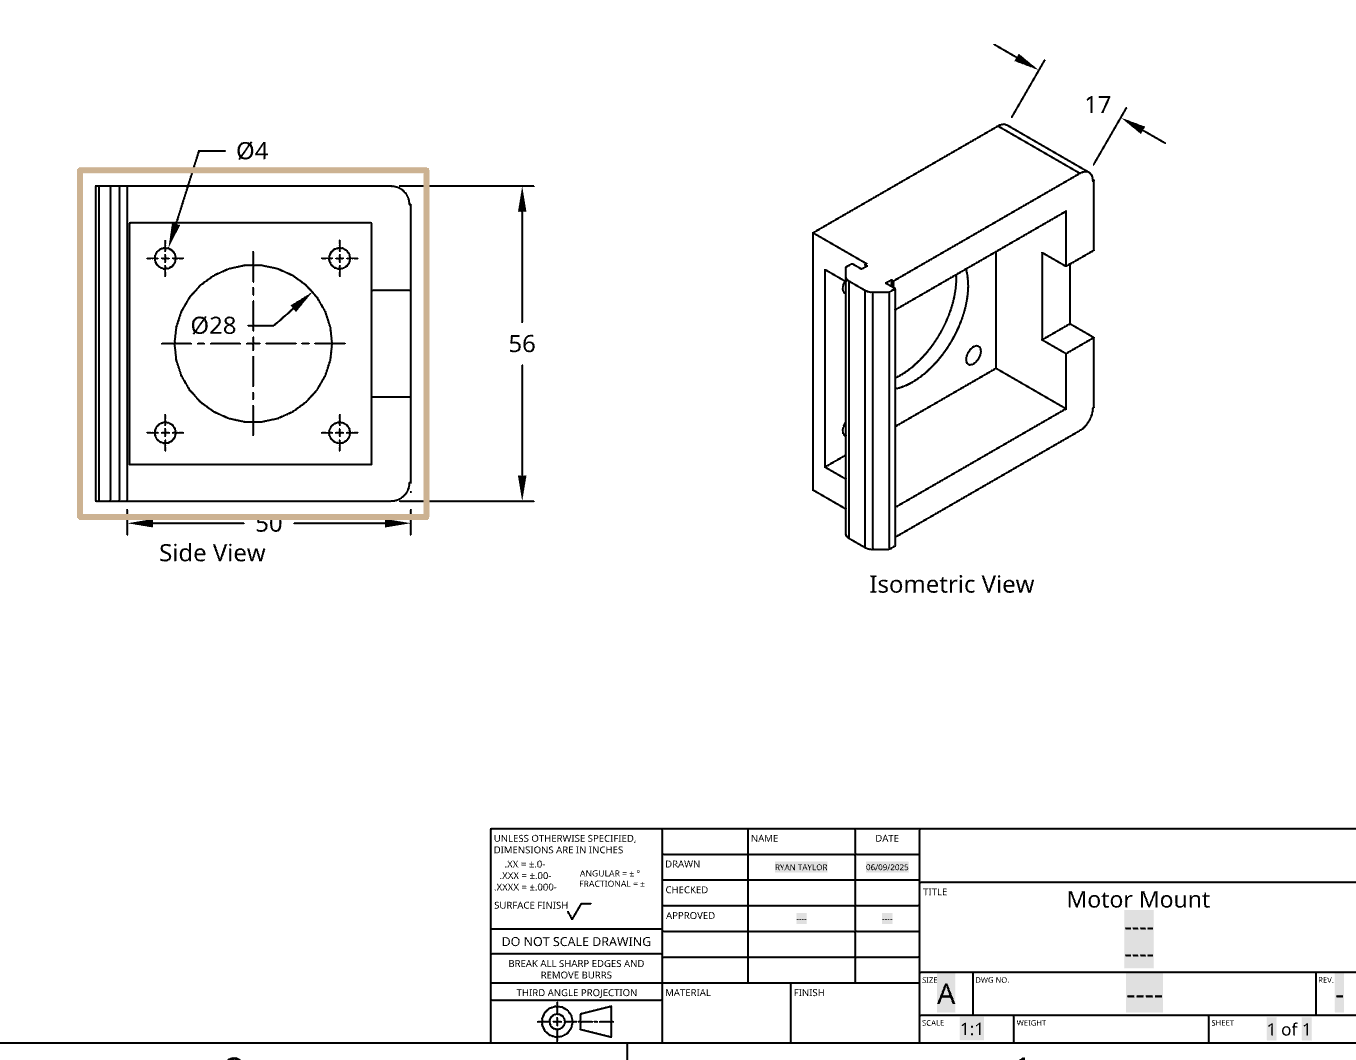 17
Ø4
Ø28
56
50
Side View
Isometric View
UNLESS OTHERWISE SPECIFIED,
DIMENSIONS ARE IN INCHES
.XX = ±.0-
.XXX = ±.00-
.XXXX = ±.000-
ANGULAR = ± °
FRACTIONAL = ±
SURFACE FINISH
DO NOT SCALE DRAWING
BREAK ALL SHARP EDGES AND
REMOVE BURRS
THIRD ANGLE PROJECTION
NAME
DATE
DRAWN
RYAN TAYLOR
06/09/2025
CHECKED
APPROVED
----
----
MATERIAL
FINISH
TITLE
Motor Mount
----
----
SIZE
A
DWG NO.
----
REV.
-
SCALE
1:1
WEIGHT
SHEET
1 of 1